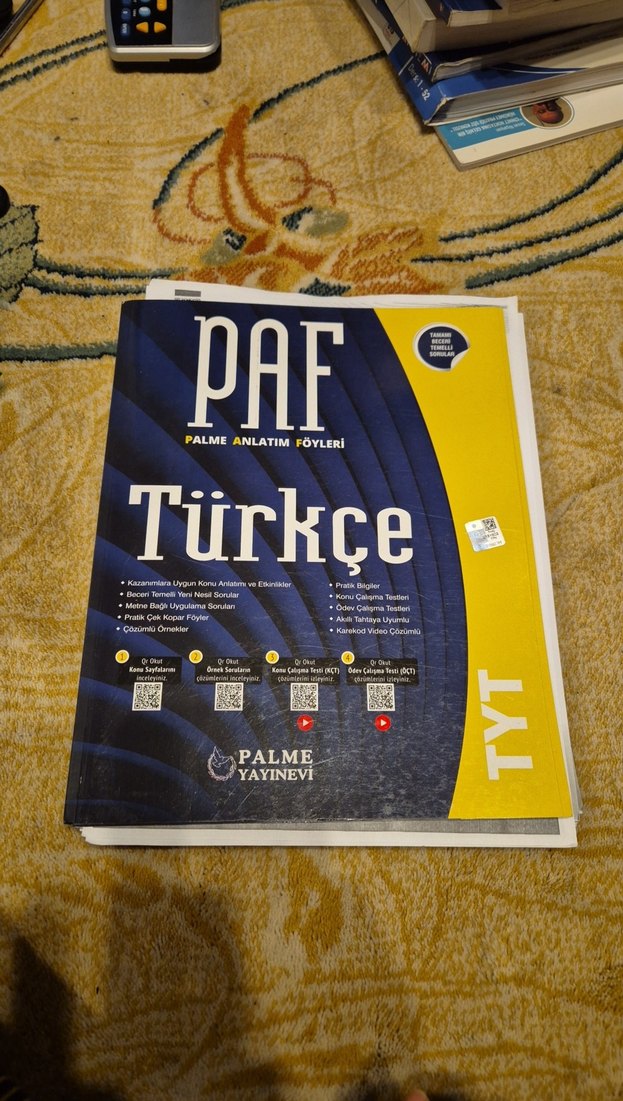 Ders: 1 - 52
PAF
PALME ANLATIM FÖYLERİ
TAMAMI
BECERİ
TEMELLİ
SORULAR
Türkçe
• Kazanımlara Uygun Konu Anlatımı ve Etkinlikler
• Beceri Temelli Yeni Nesil Sorular
• Metne Bağlı Uygulama Soruları
• Pratik Çek Kopar Föyler
• Çözümlü Örnekler
• Pratik Bilgiler
• Konu Çalışma Testleri
• Ödev Çalışma Testleri
• Akıllı Tahtaya Uyumlu
• Karekod Video Çözümlü
1
Qr Okut
Konu Sayfalarını
inceleyiniz.
2
Qr Okut
Örnek Soruların
çözümlerini inceleyiniz.
3
Qr Okut
Konu Çalışma Testi (KÇT)
çözümlerini izleyiniz.
4
Qr Okut
Ödev Çalışma Testi (ÖÇT)
çözümlerini izleyiniz.
TYT
PALME
YAYINEVİ